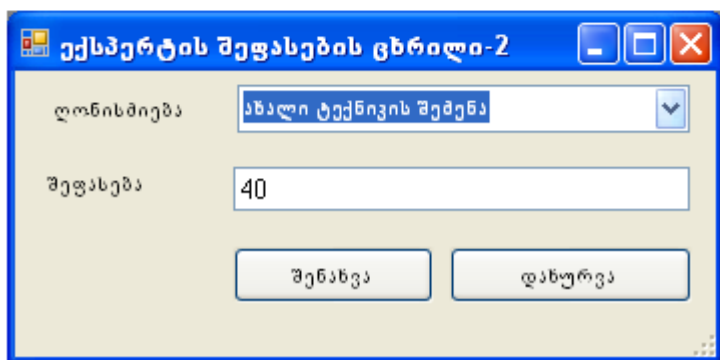 ექსპერტის შეფასების ცხრილი-2
ღონისძიება
ახალი ტექნიკის შეძენა
შეფასება
40
შენახვა
დახურვა